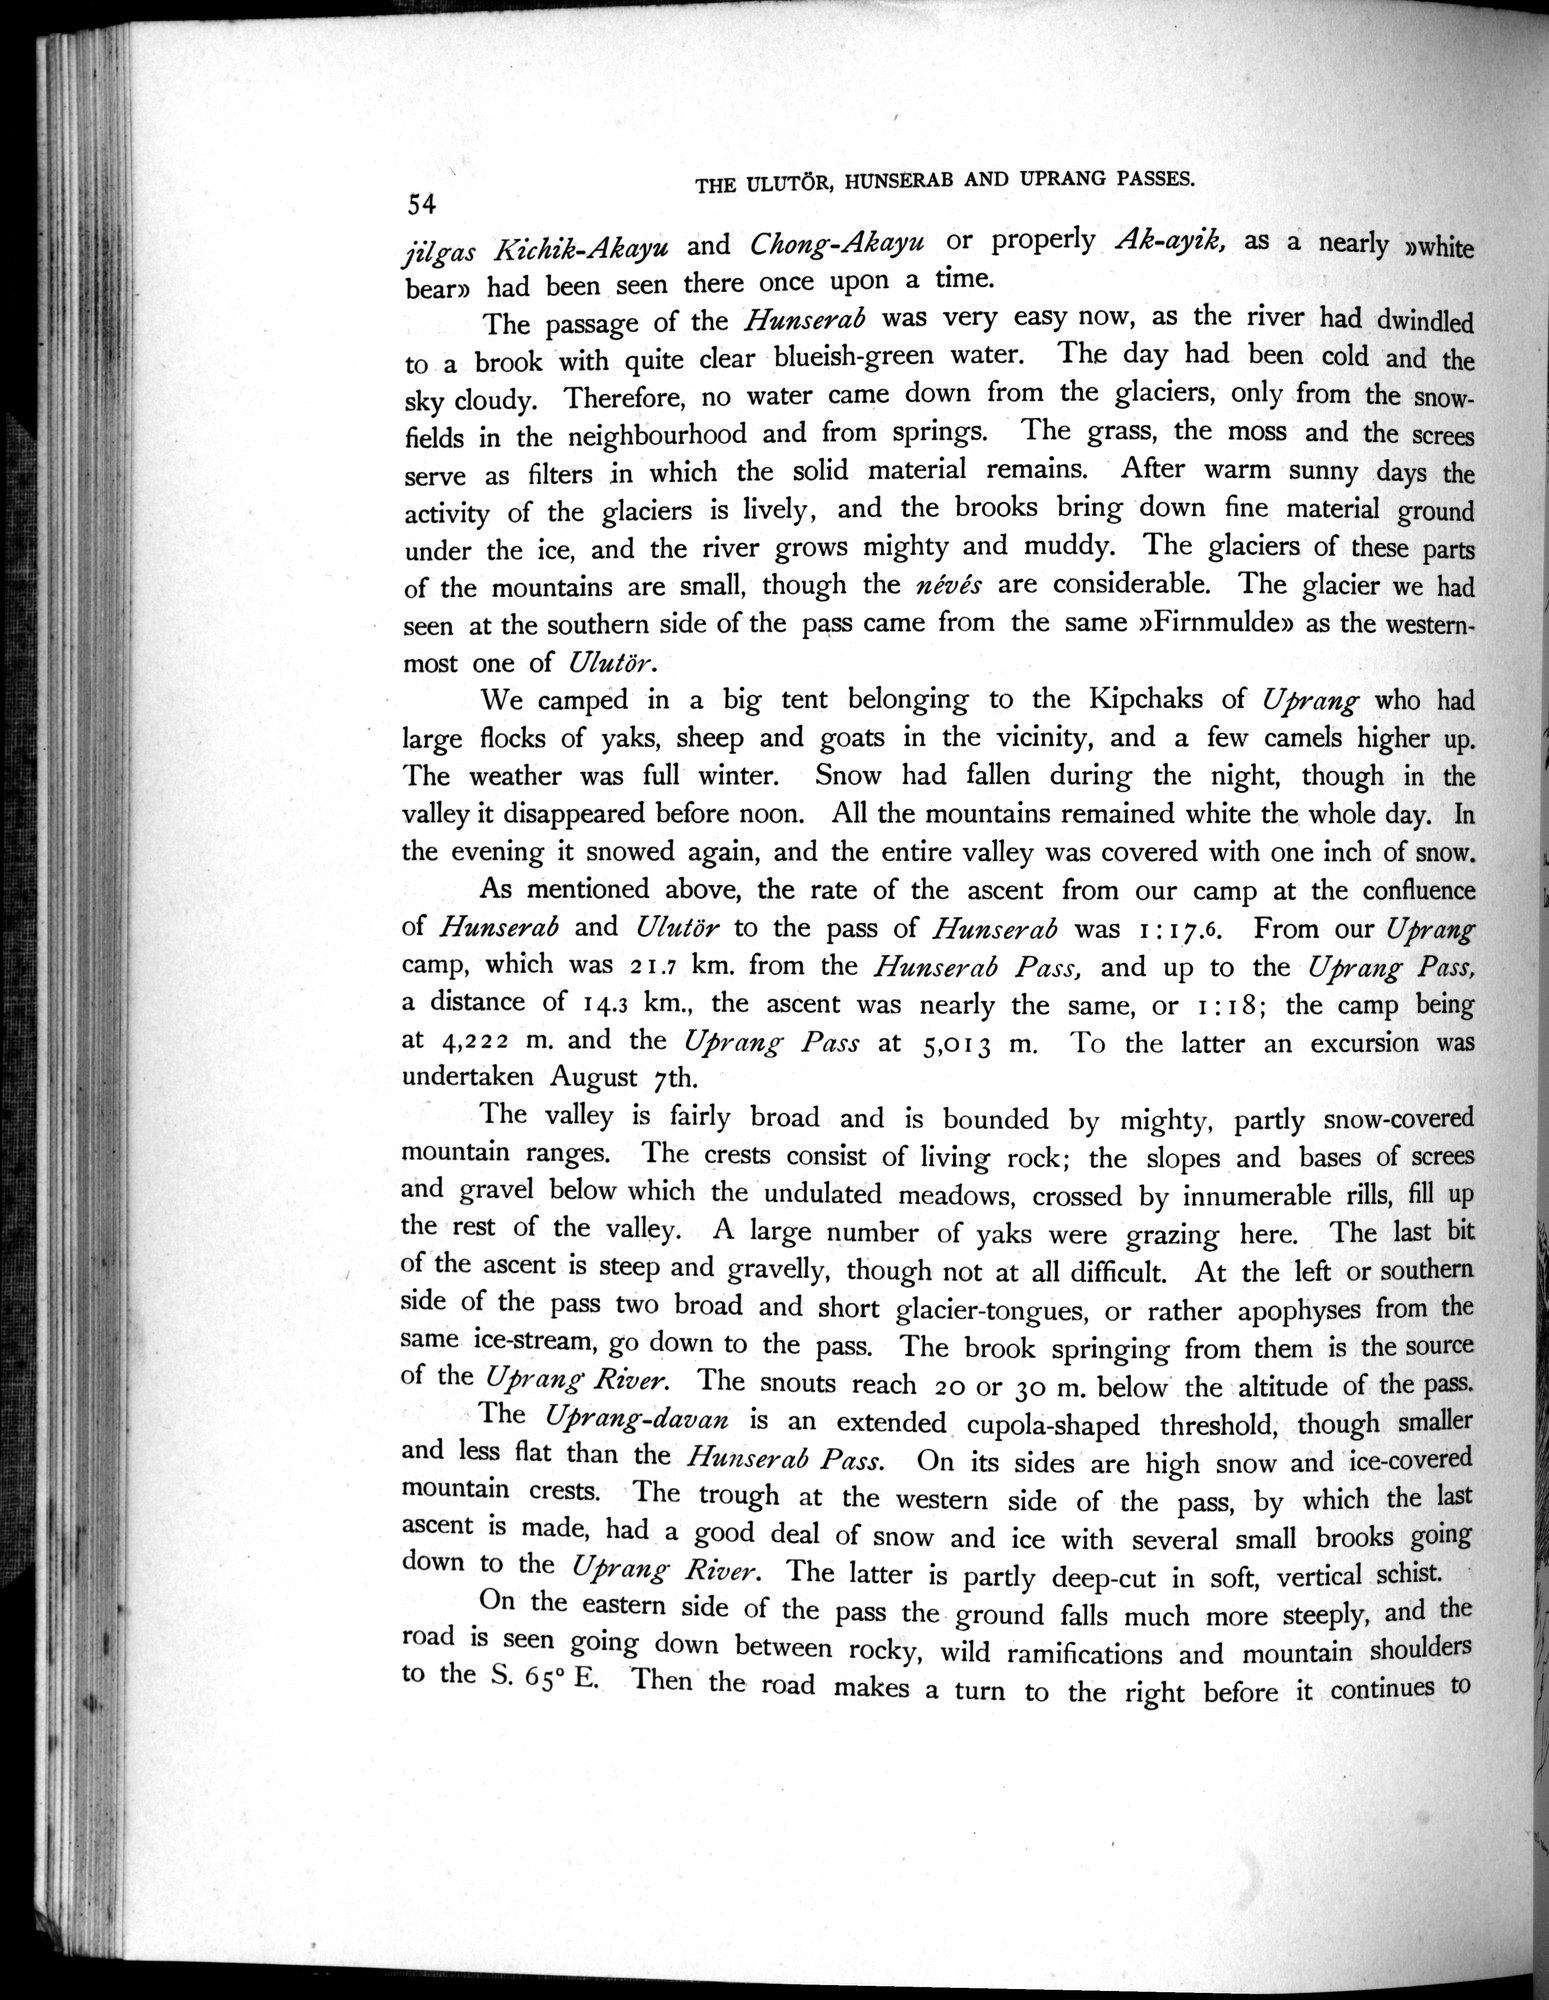 54
THE ULUTÖR, HUNSERAB AND UPRANG PASSES.
jilgas Kichik-Akayu and Chong-Akayu or properly Ak-ayik, as a nearly »white
bear» had been seen there once upon a time.
The passage of the Hunserab was very easy now, as the river had dwindled
to a brook with quite clear blueish-green water. The day had been cold and the
sky cloudy. Therefore, no water came down from the glaciers, only from the snow-
fields in the neighbourhood and from springs. The grass, the moss and the screes
serve as filters in which the solid material remains. After warm sunny days the
activity of the glaciers is lively, and the brooks bring down fine material ground
under the ice, and the river grows mighty and muddy. The glaciers of these parts
of the mountains are small, though the névés are considerable. The glacier we had
seen at the southern side of the pass came from the same »Firnmulde» as the western-
most one of Ulutör.
We camped in a big tent belonging to the Kipchaks of Uprang who had
large flocks of yaks, sheep and goats in the vicinity, and a few camels higher up.
The weather was full winter. Snow had fallen during the night, though in the
valley it disappeared before noon. All the mountains remained white the whole day. In
the evening it snowed again, and the entire valley was covered with one inch of snow.
As mentioned above, the rate of the ascent from our camp at the confluence
of Hunserab and Ulutör to the pass of Hunserab was 1:17.6. From our Uprang
camp, which was 21.7 km. from the Hunserab Pass, and up to the Uprang Pass,
a distance of 14.3 km., the ascent was nearly the same, or 1:18; the camp being
at 4,222 m. and the Uprang Pass at 5,013 m. To the latter an excursion was
undertaken August 7th.
The valley is fairly broad and is bounded by mighty, partly snow-covered
mountain ranges. The crests consist of living rock; the slopes and bases of screes
and gravel below which the undulated meadows, crossed by innumerable rills, fill up
the rest of the valley. A large number of yaks were grazing here. The last bit
of the ascent is steep and gravelly, though not at all difficult. At the left or southern
side of the pass two broad and short glacier-tongues, or rather apophyses from the
same ice-stream, go down to the pass. The brook springing from them is the source
of the Uprang River. The snouts reach 20 or 30 m. below the altitude of the pass.
The Uprang-davan is an extended cupola-shaped threshold, though smaller
and less flat than the Hunserab Pass. On its sides are high snow and ice-covered
mountain crests. The trough at the western side of the pass, by which the last
ascent is made, had a good deal of snow and ice with several small brooks going
down to the Uprang River. The latter is partly deep-cut in soft, vertical schist.
On the eastern side of the pass the ground falls much more steeply, and the
road is seen going down between rocky, wild ramifications and mountain shoulders
to the S. 65° E. Then the road makes a turn to the right before it continues to